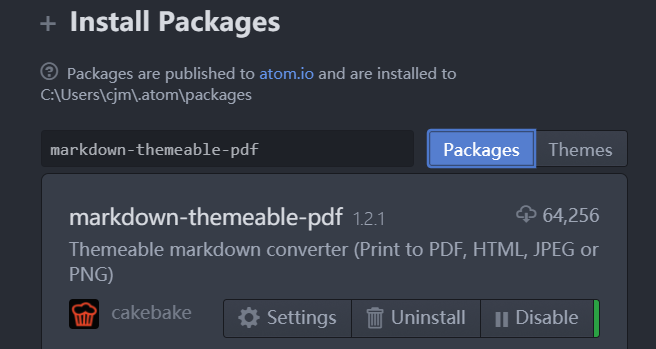 Install Packages
Packages are published to atom.io and are installed to
C:\Users\cjm\.atom\packages
markdown-themeable-pdf
Packages Themes
markdown-themeable-pdf 1.2.1 64,256
Themeable markdown converter (Print to PDF, HTML, JPEG or
PNG)
cakebake Settings Uninstall Disable